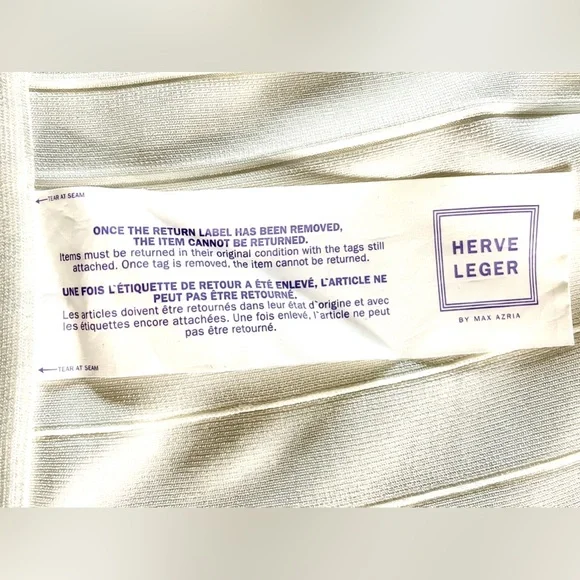 TEAR AT SEAM
ONCE THE RETURN LABEL HAS BEEN REMOVED,
THE ITEM CANNOT BE RETURNED.
Items must be returned in their original condition with the tags still
attached. Once tag is removed, the item cannot be returned.
UNE FOIS L'ÉTIQUETTE DE RETOUR A ÉTÉ ENLEVÉ, L'ARTICLE NE
PEUT PAS ÊTRE RETOURNÉ.
Les articles doivent être retournés dans leur état d'origine et avec
les étiquettes encore attachées. Une fois enlevé, l'article ne peut
pas être retourné.
TEAR AT SEAM
HERVE
LEGER
BY MAX AZRIA